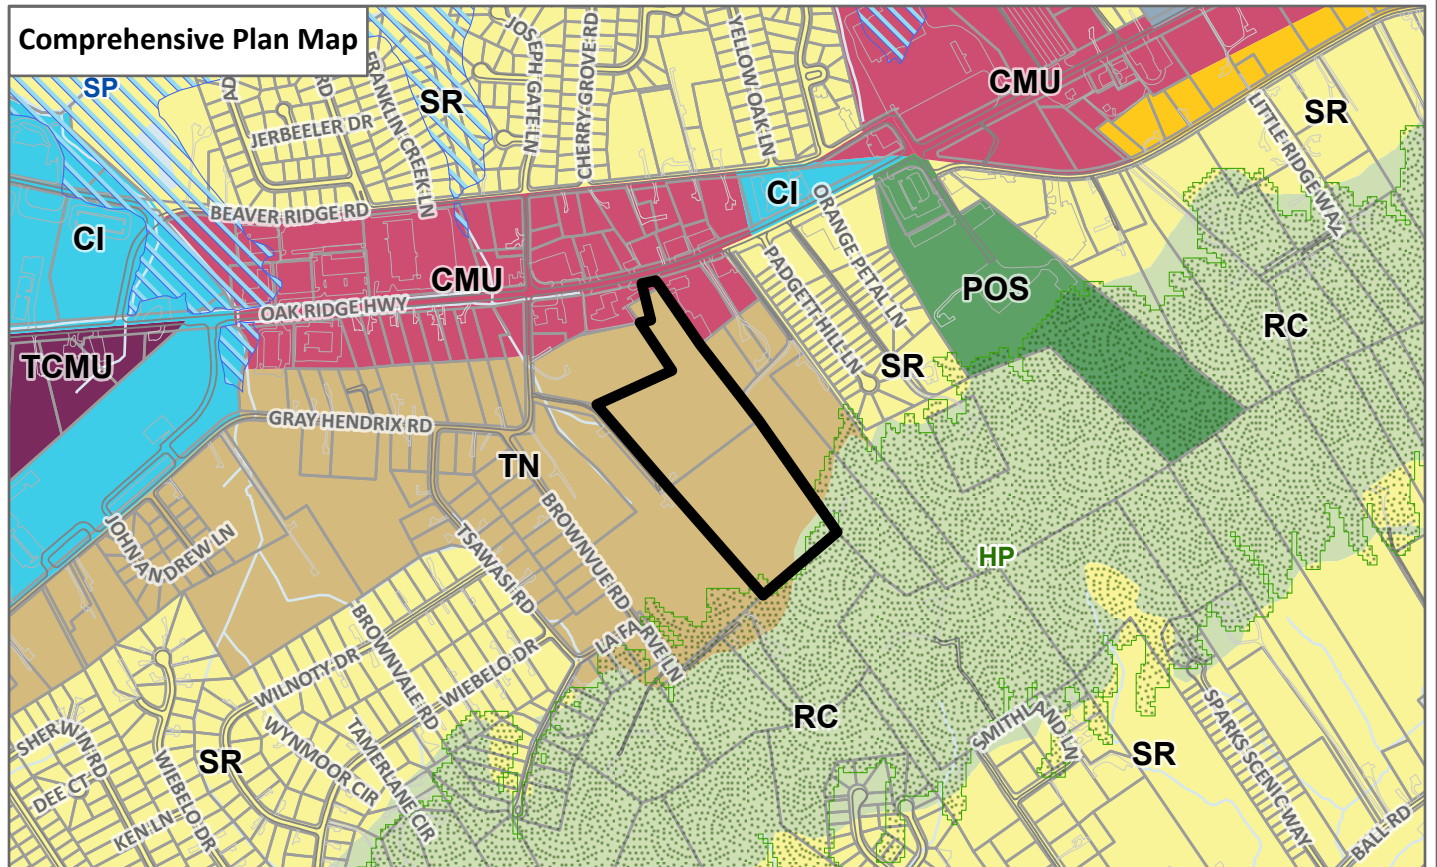 Comprehensive Plan Map
SP
RD
FRANKLIN CREEK LN
SR
JOSEPH GATE LN
CHERRY GROVE RD
YELLOW OAK LN
CMU
SR
LITTLE RIDGE WAY
JERBEELER DR
BEAVER RIDGE RD
CI
CI
ORANGE PETAL LN
PADGETT HILL LN
CMU
OAK RIDGE HWY
POS
RC
TCMU
SR
GRAY HENDRIX RD
TN
JOHN ANDREW LN
TSAWASI RD
BROWNVUE RD
HP
LA FARVE LN
BROWNVALE RD
WILNOTY DR
WIEBELO DR
RC
SMITHLAND LN
SPARKS SCENIC WAY
SR
SHERWIN RD
SR
WYNMOOR CIR
TAMERLANE CIR
DEE CT
WIEBELO DR
KEN LN
BALL RD